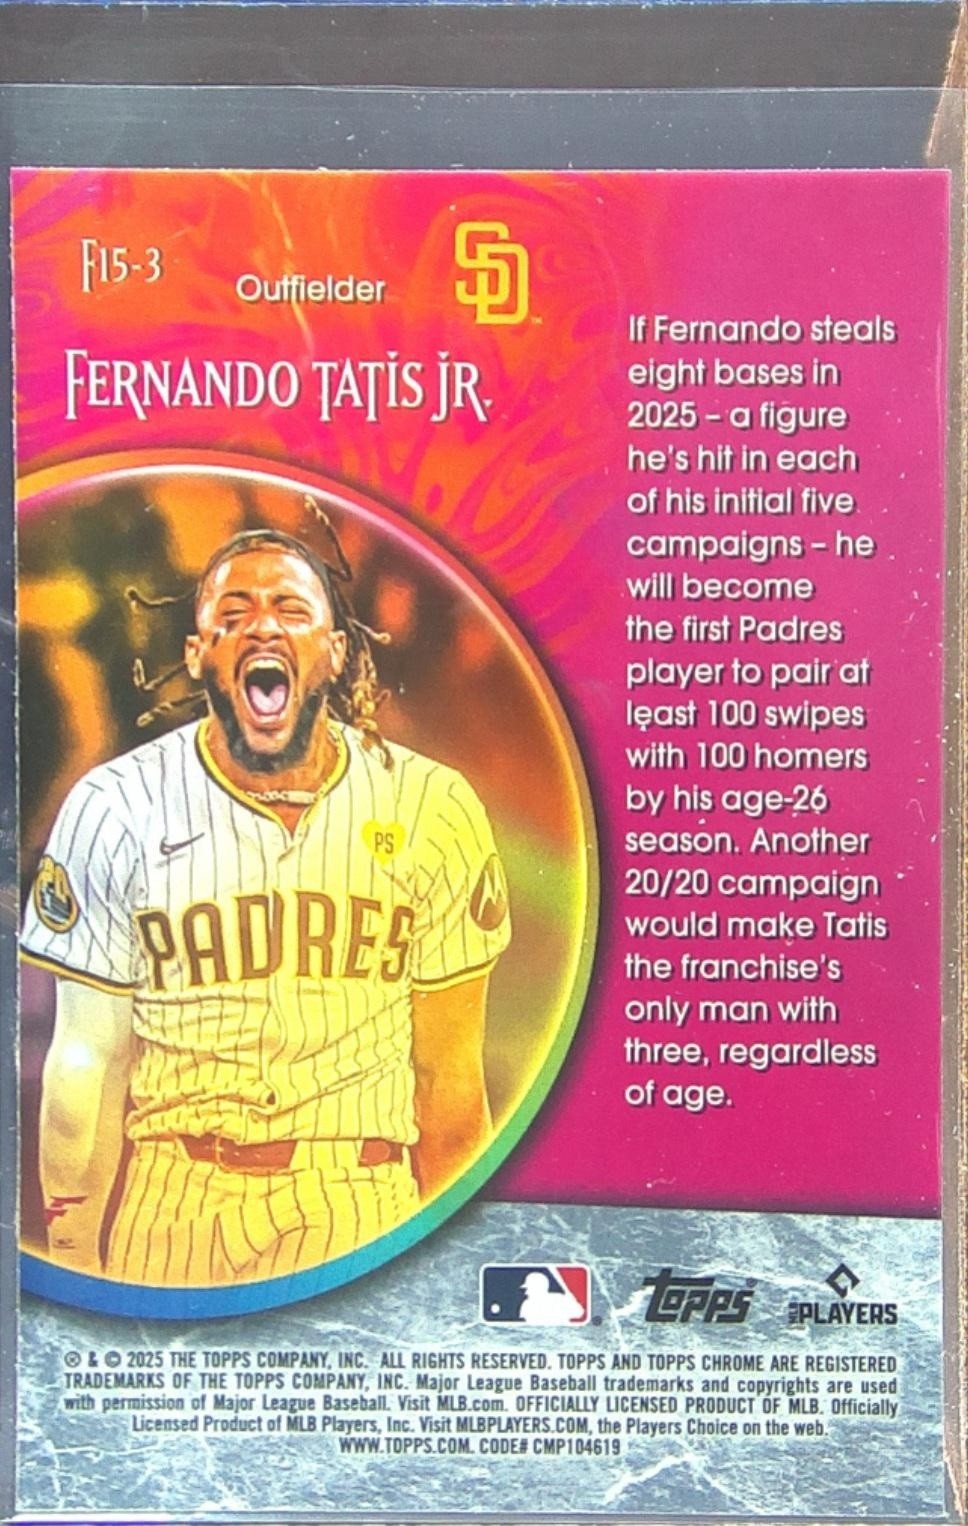 F15-3
Outfielder
SD
™
FERNANDO TATİS JR.
If Fernando steals
eight bases in
2025 – a figure
he's hit in each
of his initial five
campaigns – he
will become
the first Padres
player to pair at
least 100 swipes
with 100 homers
by his age-26
season. Another
20/20 campaign
would make Tatis
the franchise's
only man with
three, regardless
of age.
PS
PADRES
topps
PLAYERS
® & © 2025 THE TOPPS COMPANY, INC. ALL RIGHTS RESERVED. TOPPS AND TOPPS CHROME ARE REGISTERED
TRADEMARKS OF THE TOPPS COMPANY, INC. Major League Baseball trademarks and copyrights are used
with permission of Major League Baseball. Visit MLB.com. OFFICIALLY LICENSED PRODUCT OF MLB. Officially
Licensed Product of MLB Players, Inc. Visit MLBPLAYERS.COM, the Players Choice on the web.
WWW.TOPPS.COM. CODE# CMP104619